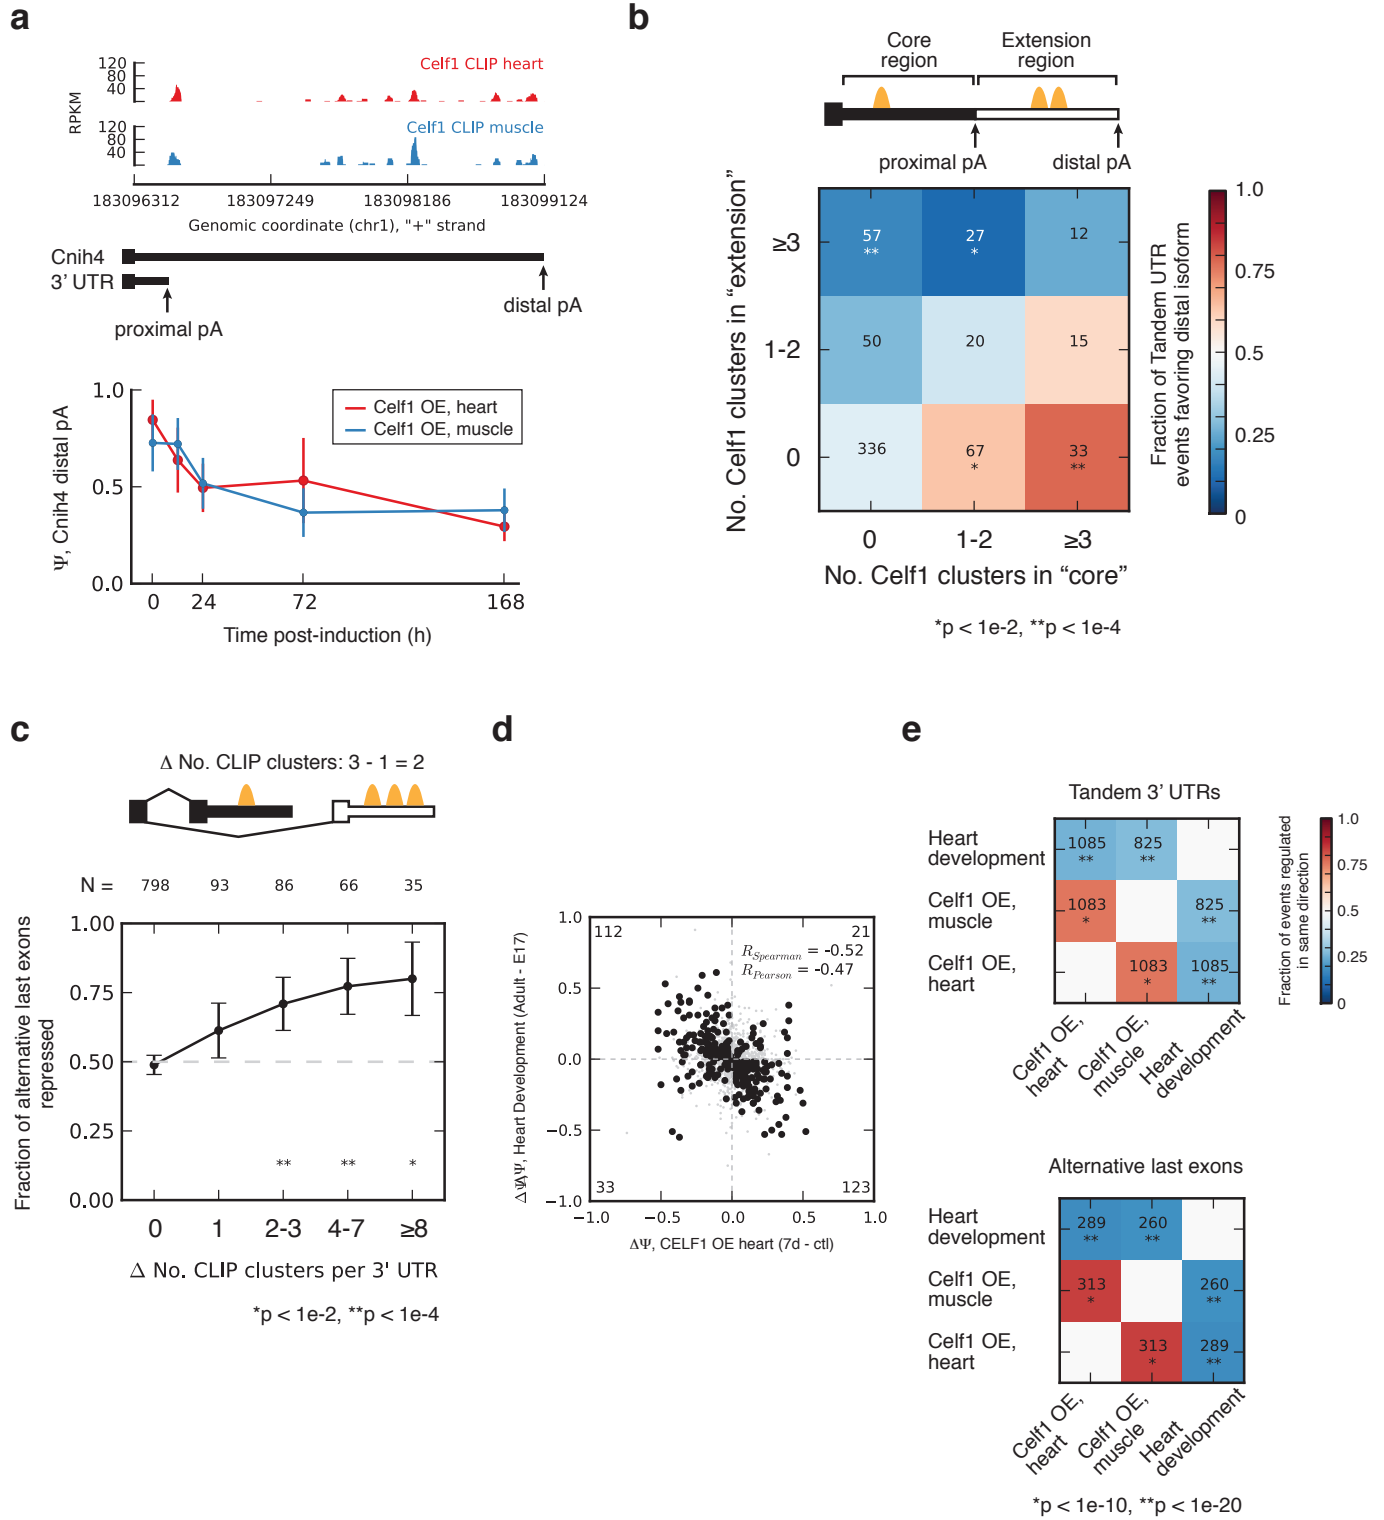 a
120
80
40
RPKM
Celf1 CLIP heart
120
80
40
Celf1 CLIP muscle
183096312 183097249 183098186 183099124
Genomic coordinate (chr1), "+" strand
Cnih4
3' UTR
proximal pA
distal pA
1.0
0.5
0.0
Ψ, Cnih4 distal pA
Celf1 OE, heart
Celf1 OE, muscle
0 24 72 168
Time post-induction (h)
b
Core region
Extension region
proximal pA
distal pA
No. Celf1 clusters in “extension”
≥3
1-2
0
57 ** 27 * 12
50 20 15
336 67 * 33 **
0 1-2 ≥3
No. Celf1 clusters in “core”
*p < 1e-2, **p < 1e-4
Fraction of Tandem UTR
events favoring distal isoform
1.0
0.75
0.5
0.25
0
c
Δ No. CLIP clusters: 3 - 1 = 2
N = 798 93 86 66 35
1.00
0.75
0.50
0.25
0.00
Fraction of alternative last exons
repressed
** ** *
0 1 2-3 4-7 ≥8
Δ No. CLIP clusters per 3' UTR
*p < 1e-2, **p < 1e-4
d
1.0
0.5
0.0
−0.5
−1.0
112 21
R_Spearman = -0.52
R_Pearson = -0.47
33 123
−1.0 −0.5 0.0 0.5 1.0
ΔΨ, Heart Development (Adult - E17)
ΔΨ, CELF1 OE heart (7d - ctl)
e
Tandem 3' UTRs
Heart development
1085 ** 825 **
Celf1 OE, muscle
1083 * 825 **
Celf1 OE, heart
1083 * 1085 **
Celf1 OE, heart
Celf1 OE, muscle
Heart development
Fraction of events regulated
in same direction
1.0
0.75
0.5
0.25
0
Alternative last exons
Heart development
289 ** 260 **
Celf1 OE, muscle
313 * 260 **
Celf1 OE, heart
313 * 289 **
Celf1 OE, heart
Celf1 OE, muscle
Heart development
*p < 1e-10, **p < 1e-20